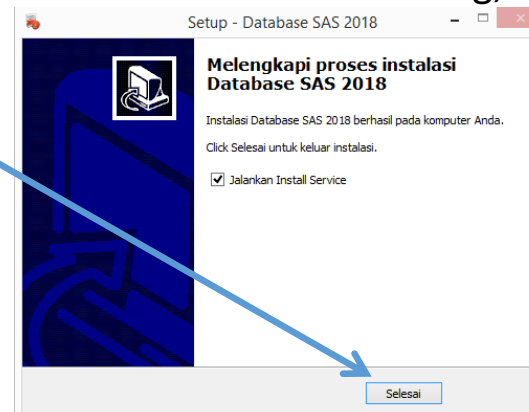 Setup - Database SAS 2018
Melengkapi proses instalasi
Database SAS 2018
Instalasi Database SAS 2018 berhasil pada komputer Anda.
Click Selesai untuk keluar instalasi.
Jalankan Install Service
Selesai